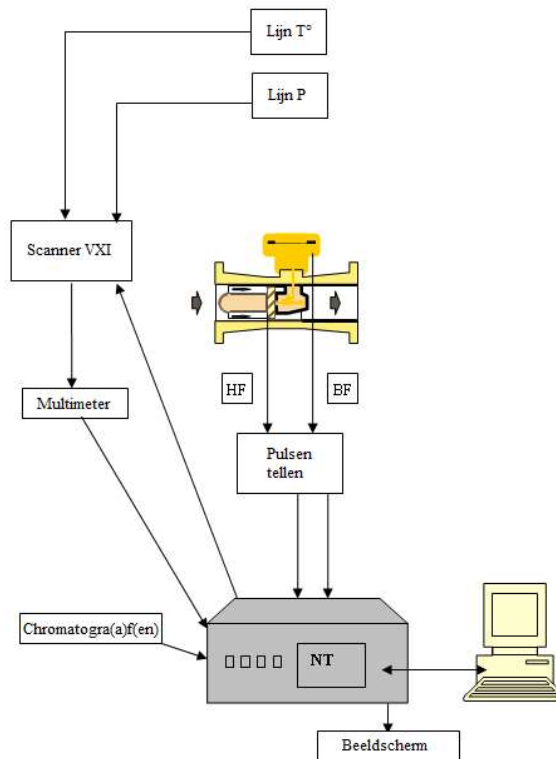 Lijn T°
Lijn P
Scanner VXI
Multimeter
HF
BF
Pulsen
tellen
Chromatogra(a)f(en)
NT
Beeldscherm